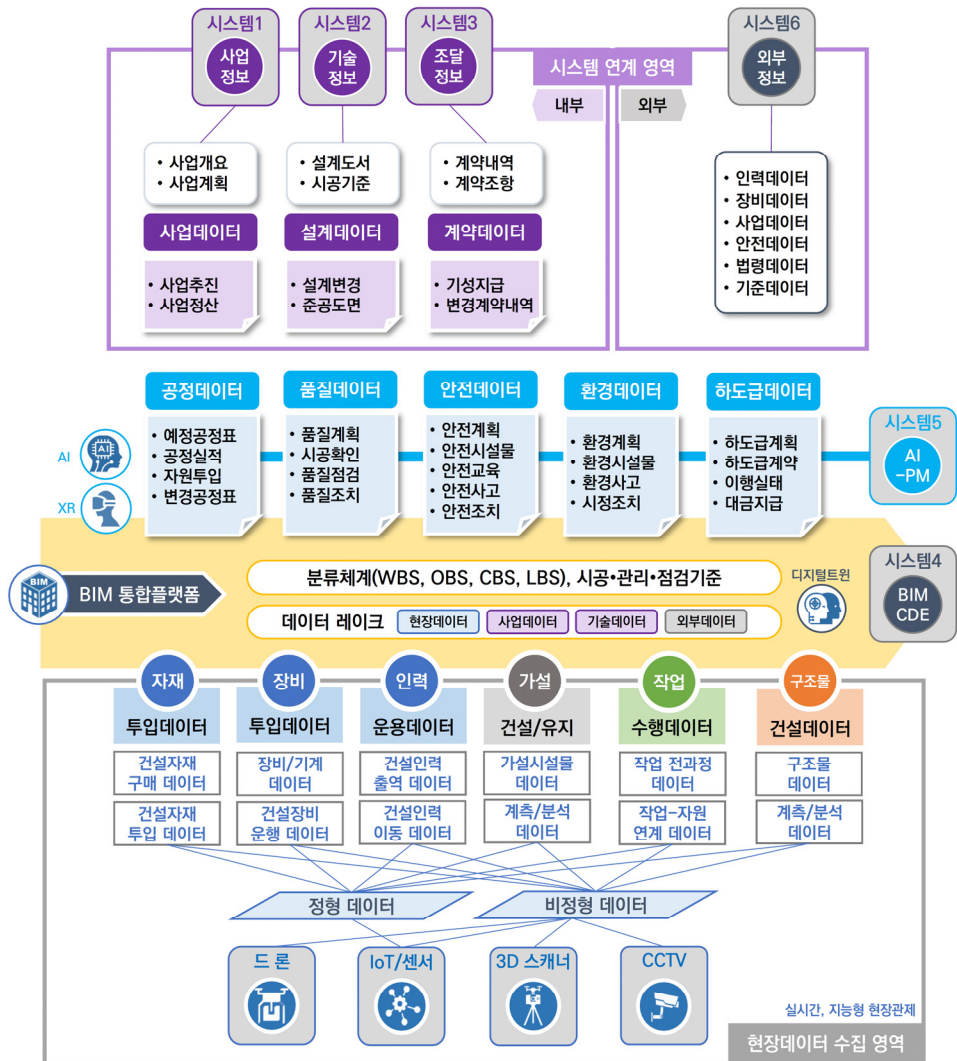 시스템1
사업
정보
시스템2
기술
정보
시스템3
조달
정보
시스템6
외부
정보
시스템 연계 영역
내부
외부
• 사업개요
• 사업계획
• 설계도서
• 시공기준
• 계약내역
• 계약조항
• 인력데이터
• 장비데이터
• 사업데이터
• 안전데이터
• 법령데이터
• 기준데이터
사업데이터
설계데이터
계약데이터
• 사업추진
• 사업정산
• 설계변경
• 준공도면
• 기성지급
• 변경계약내역
공정데이터
품질데이터
안전데이터
환경데이터
하도급데이터
AI
AI
XR
• 예정공정표
• 공정실적
• 자원투입
• 변경공정표
• 품질계획
• 시공확인
• 품질점검
• 품질조치
• 안전계획
• 안전시설물
• 안전교육
• 안전사고
• 안전조치
• 환경계획
• 환경시설물
• 환경사고
• 시정조치
• 하도급계획
• 하도급계약
• 이행실태
• 대금지급
시스템5
AI
-PM
BIM
BIM 통합플랫폼
분류체계(WBS, OBS, CBS, LBS), 시공•관리•점검기준
데이터 레이크
현장데이터
사업데이터
기술데이터
외부데이터
디지털트윈
시스템4
BIM
CDE
자재
장비
인력
가설
작업
구조물
투입데이터
투입데이터
운용데이터
건설/유지
수행데이터
건설데이터
건설자재
구매 데이터
장비/기계
데이터
건설인력
출역 데이터
가설시설물
데이터
작업 전과정
데이터
구조물
데이터
건설자재
투입 데이터
건설장비
운행 데이터
건설인력
이동 데이터
계측/분석
데이터
작업-자원
연계 데이터
계측/분석
데이터
정형 데이터
비정형 데이터
드 론
IoT/센서
3D 스캐너
CCTV
실시간, 지능형 현장관제
현장데이터 수집 영역